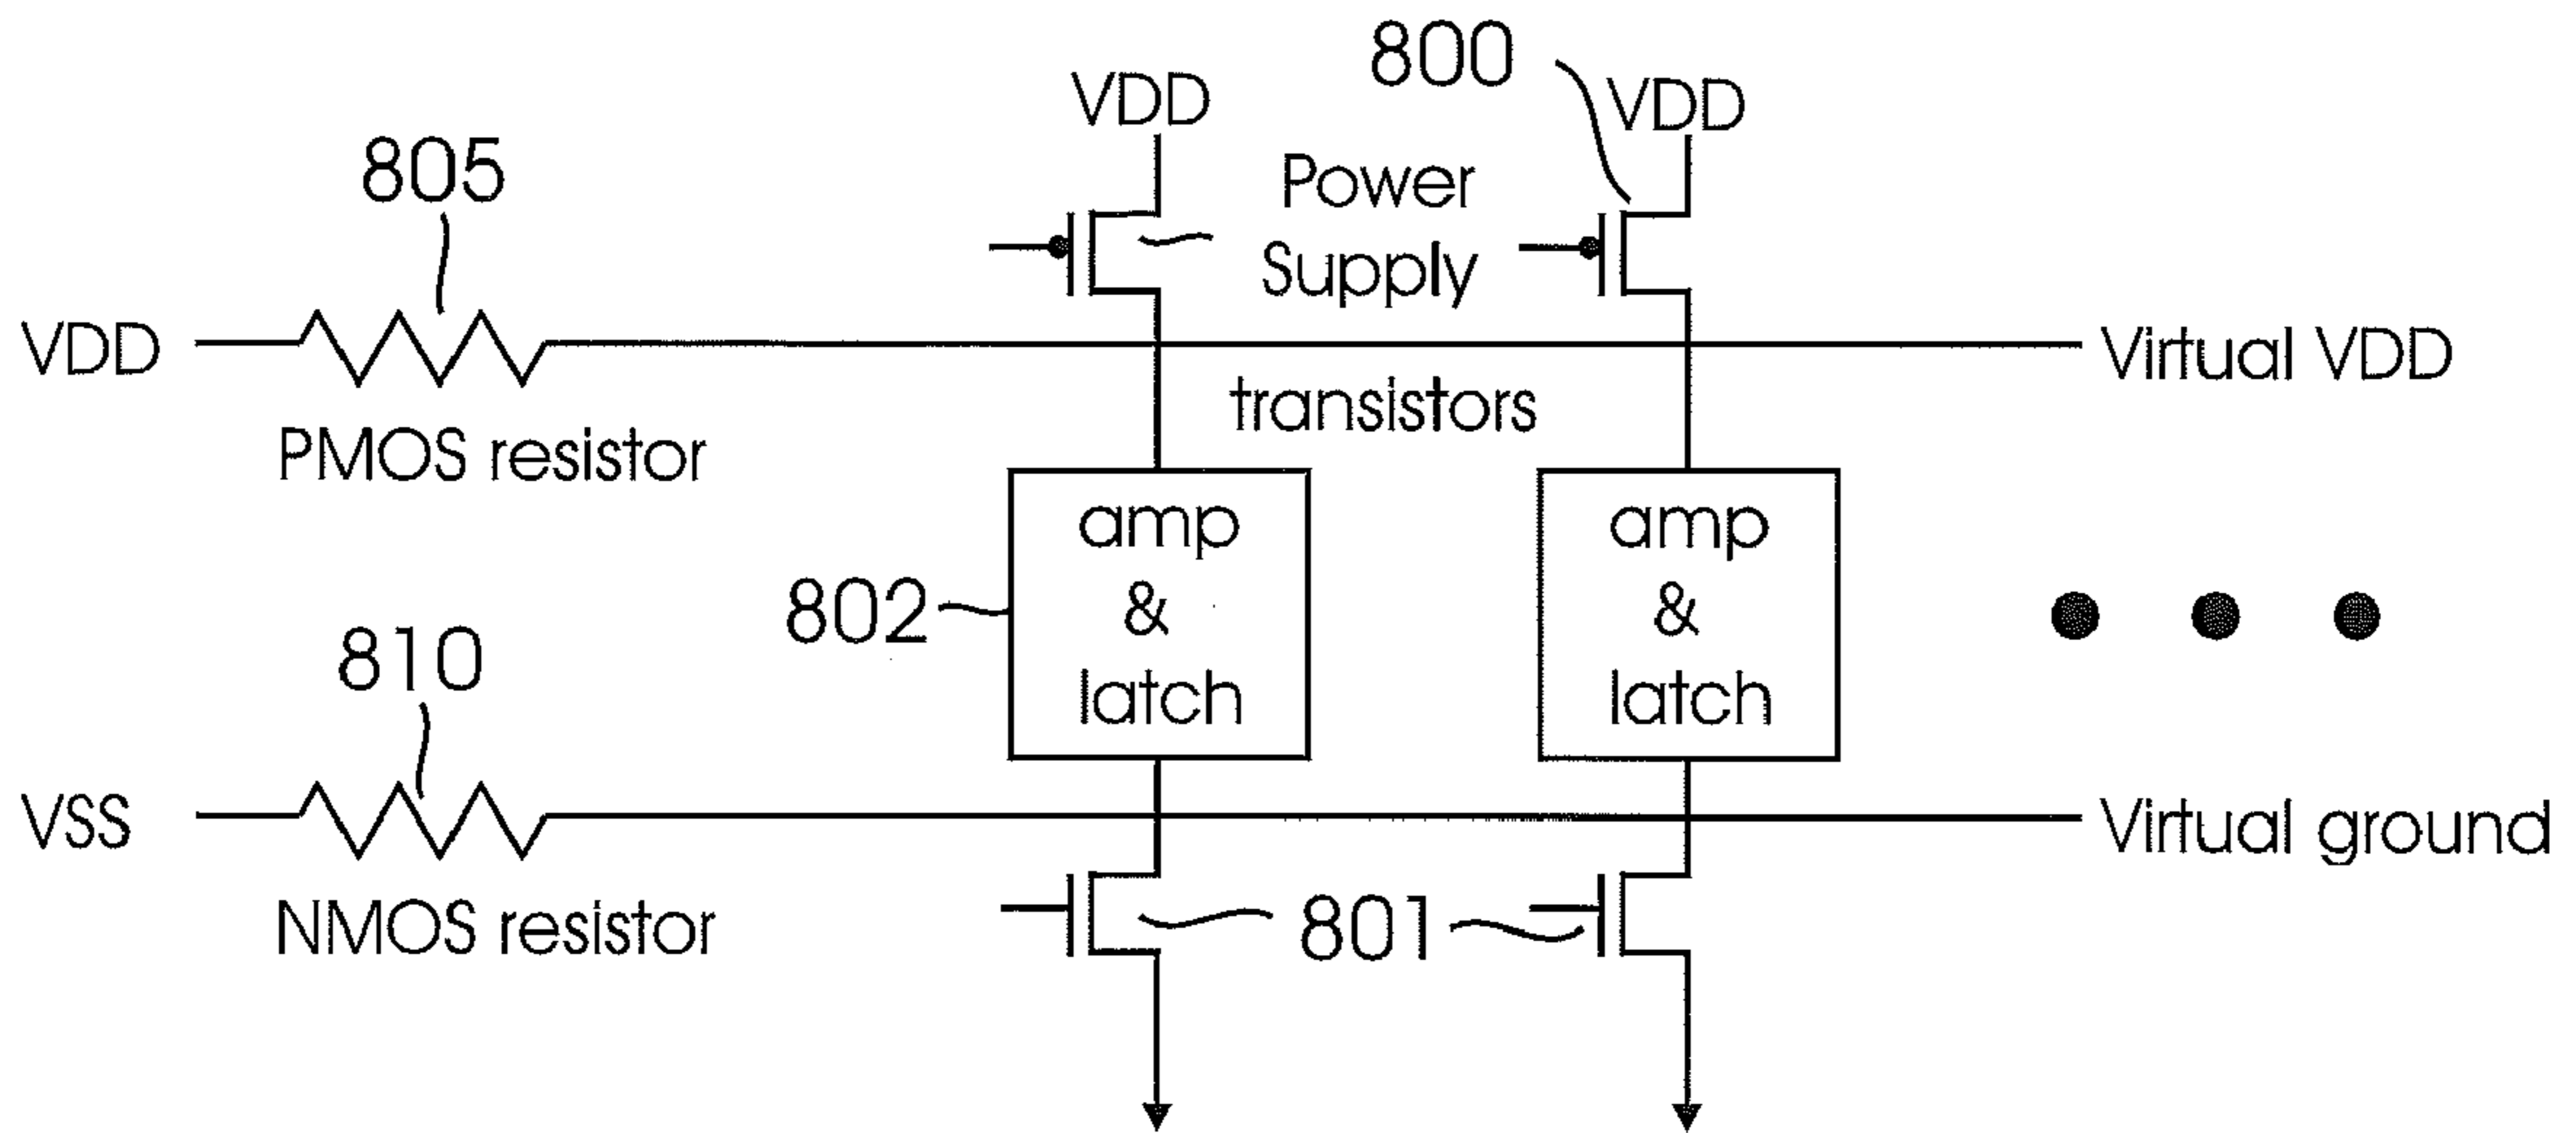 800
VDD
VDD
805
Power
Supply
VDD
Virtual VDD
transistors
PMOS resistor
amp
&
latch
amp
&
latch
802
810
VSS
Virtual ground
NMOS resistor
801